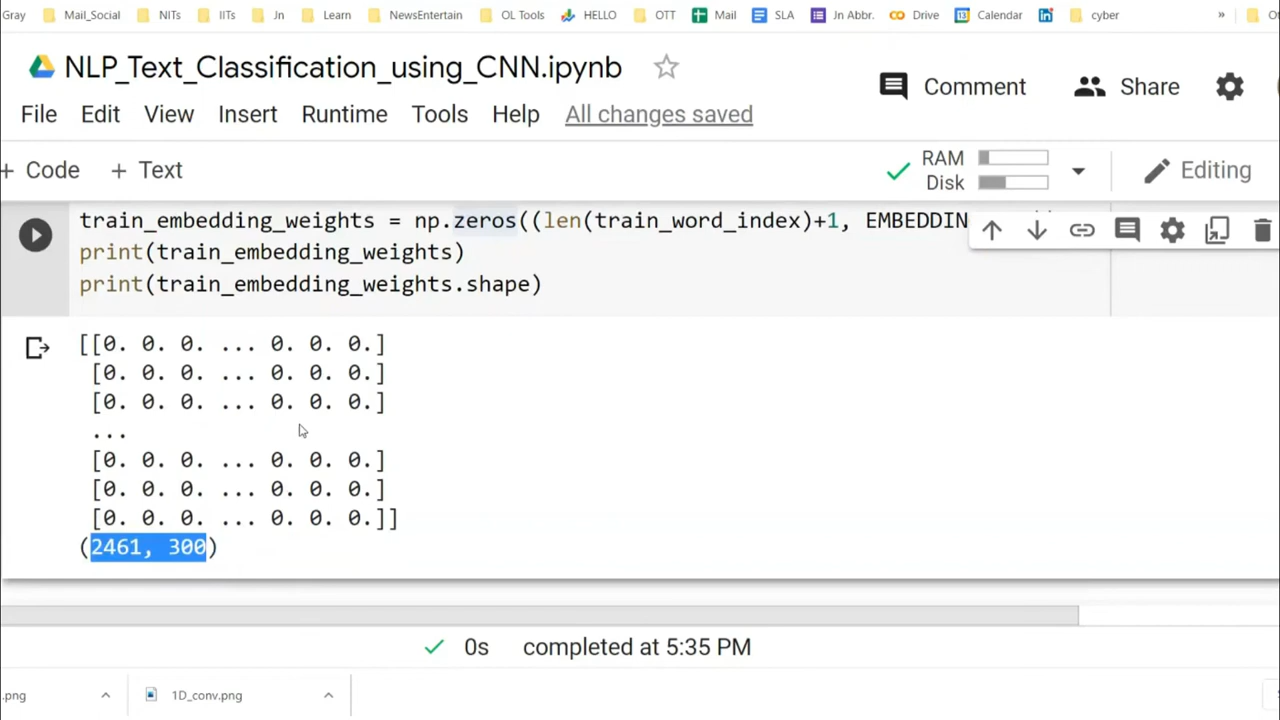 Gray Mail_Social NITs IITs Jn Learn NewsEntertain OL Tools HELLO OTT Mail SLA Jn Abbr. Drive Calendar cyber »
NLP_Text_Classification_using_CNN.ipynb
Comment Share
File Edit View Insert Runtime Tools Help All changes saved
+ Code + Text
RAM
Disk
Editing
train_embedding_weights = np.zeros((len(train_word_index)+1, EMBEDDIN
print(train_embedding_weights)
print(train_embedding_weights.shape)
[[0. 0. 0. ... 0. 0. 0.]
[0. 0. 0. ... 0. 0. 0.]
[0. 0. 0. ... 0. 0. 0.]
...
[0. 0. 0. ... 0. 0. 0.]
[0. 0. 0. ... 0. 0. 0.]
[0. 0. 0. ... 0. 0. 0.]]
(2461, 300)
0s completed at 5:35 PM
.png 1D_conv.png